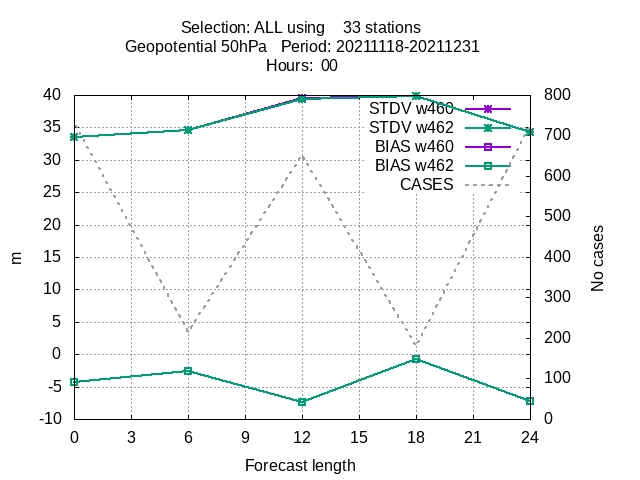 Selection: ALL using 33 stations
Geopotential 50hPa Period: 20211118-20211231
Hours: 00
STDV w460
STDV w462
BIAS w460
BIAS w462
CASES
40
35
30
25
20
15
10
5
0
-5
-10
m
800
700
600
500
400
300
200
100
0
No cases
0 3 6 9 12 15 18 21 24
Forecast length